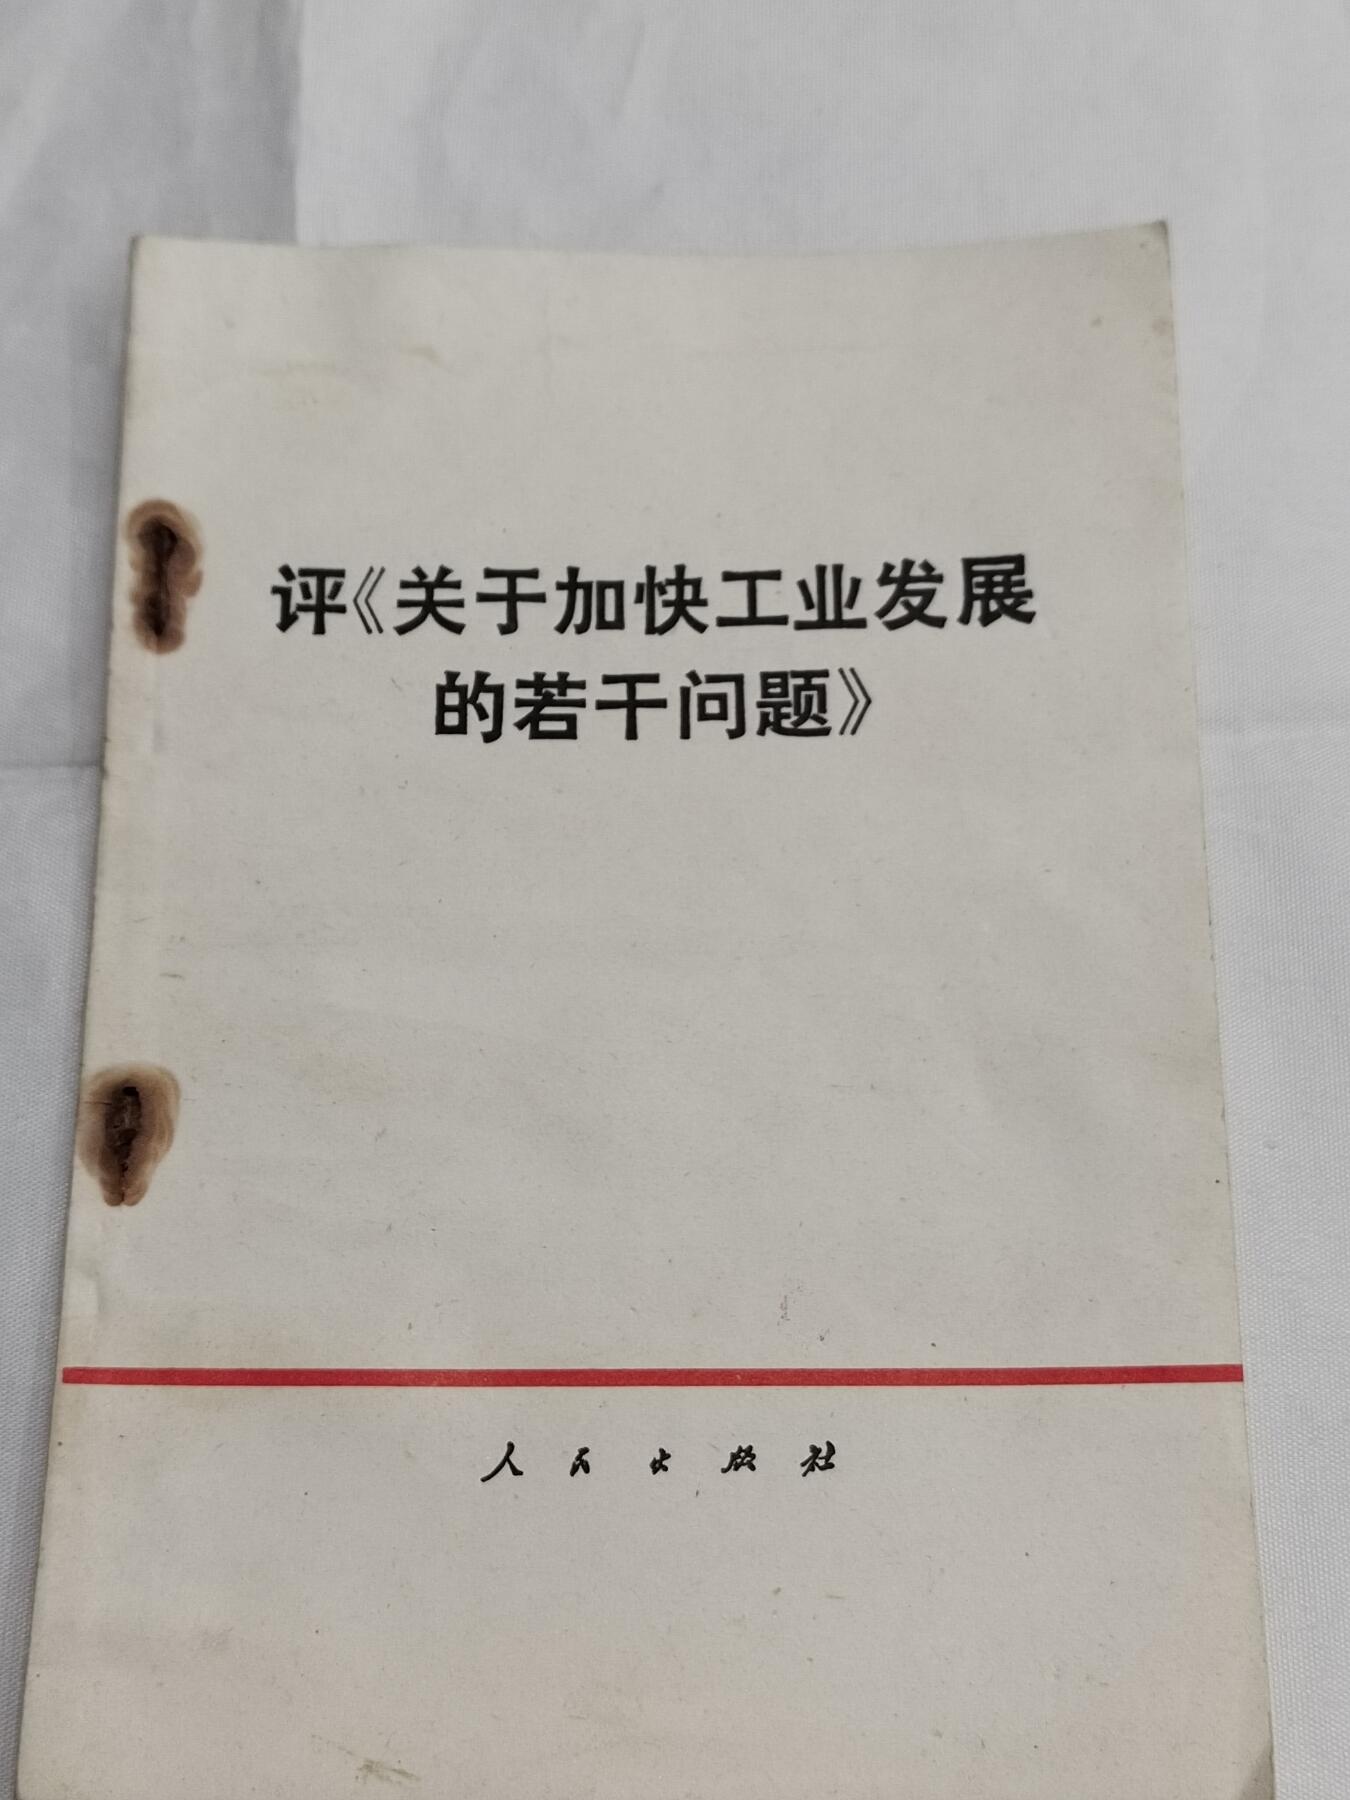 评《关于加快工业发展
的若干问题》
人民出版社